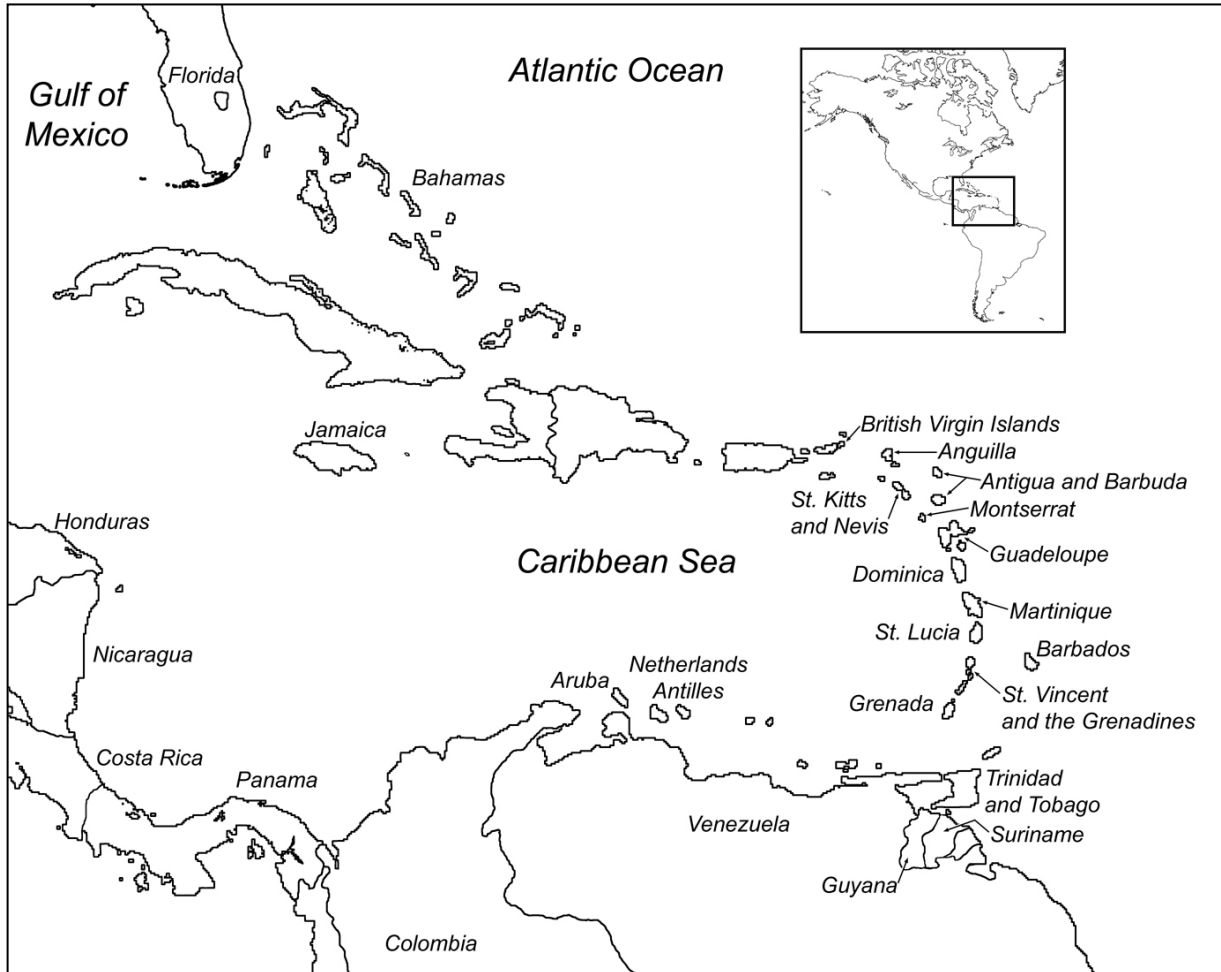 Florida
Atlantic Ocean
Gulf of
Mexico
Bahamas
Jamaica
British Virgin Islands
Anguilla
Antigua and Barbuda
St. Kitts
and Nevis
Montserrat
Honduras
Guadeloupe
Caribbean Sea
Dominica
Martinique
St. Lucia
Nicaragua
Barbados
Netherlands
Antilles
Aruba
St. Vincent
and the Grenadines
Grenada
Costa Rica
Panama
Trinidad
and Tobago
Venezuela
Suriname
Guyana
Colombia